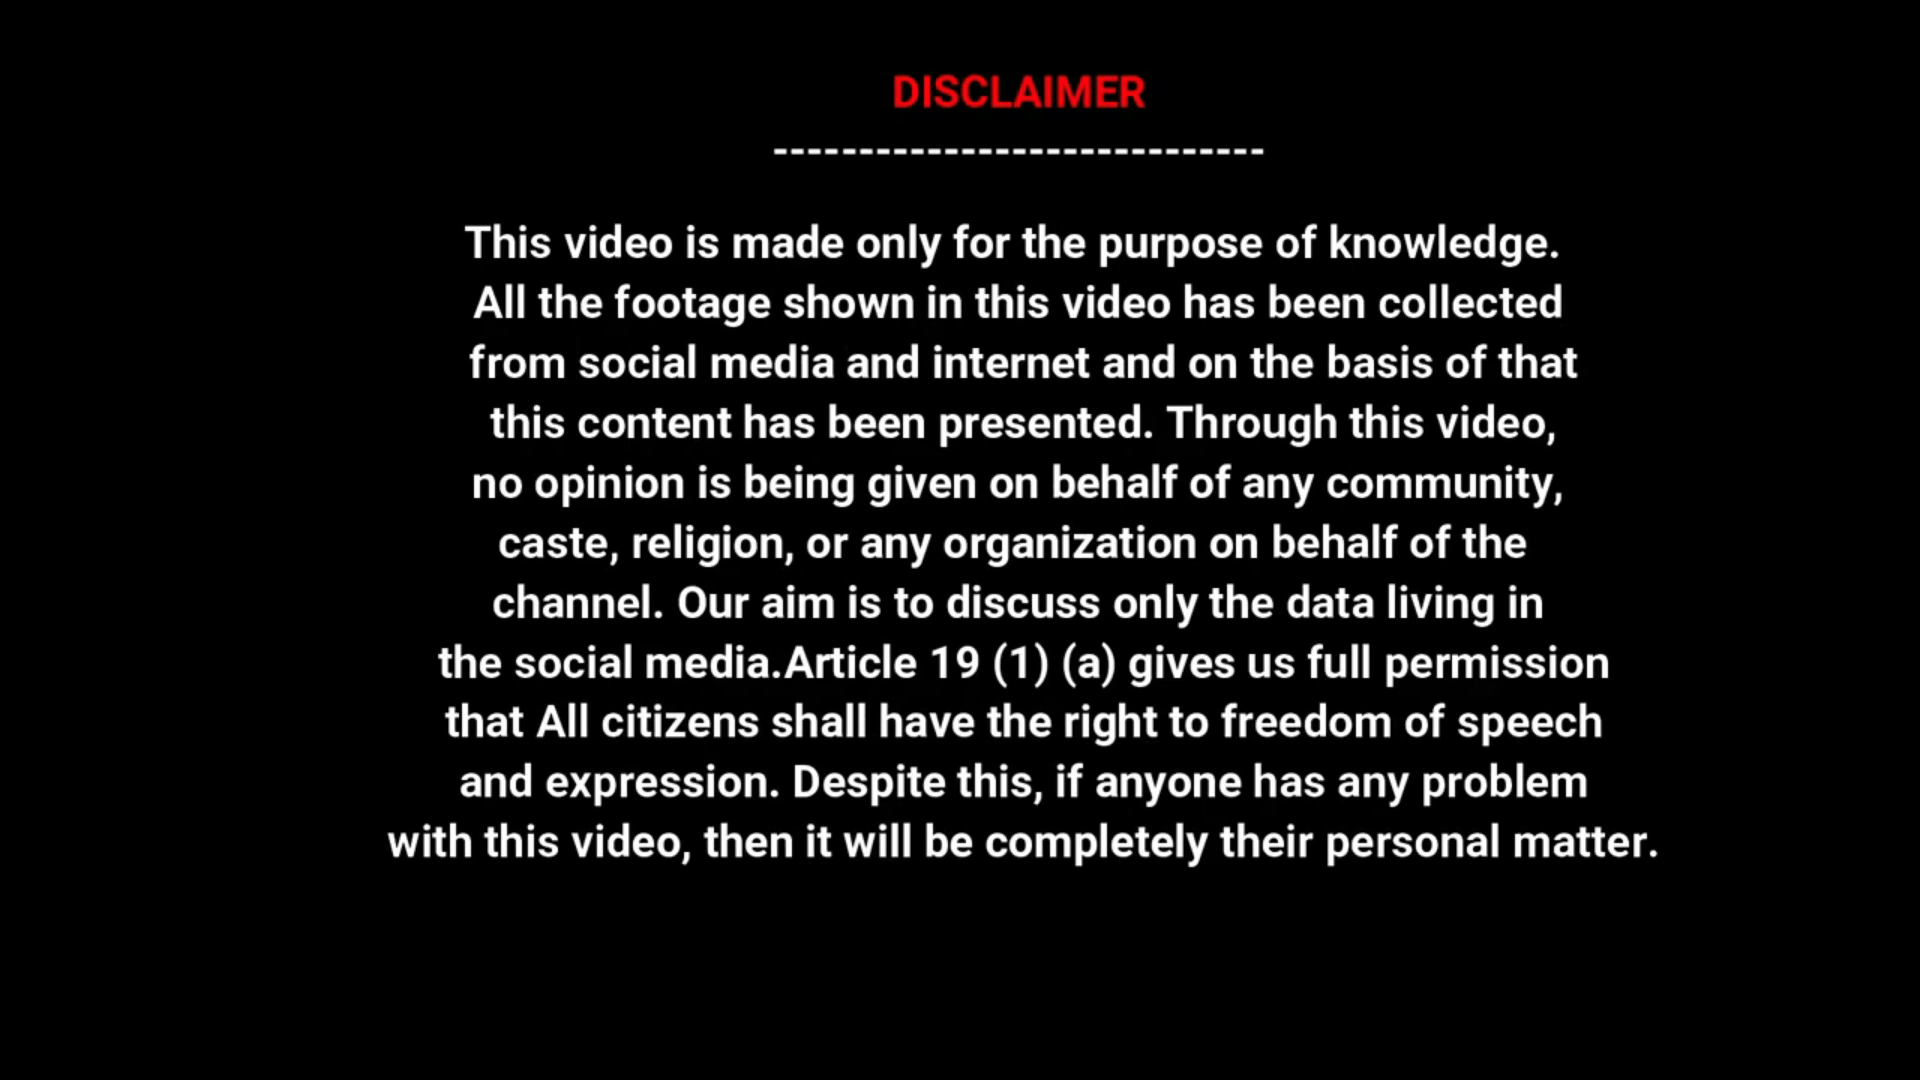 DISCLAIMER
-----------------------------
This video is made only for the purpose of knowledge.
All the footage shown in this video has been collected
from social media and internet and on the basis of that
this content has been presented. Through this video,
no opinion is being given on behalf of any community,
caste, religion, or any organization on behalf of the
channel. Our aim is to discuss only the data living in
the social media.Article 19 (1) (a) gives us full permission
that All citizens shall have the right to freedom of speech
and expression. Despite this, if anyone has any problem
with this video, then it will be completely their personal matter.